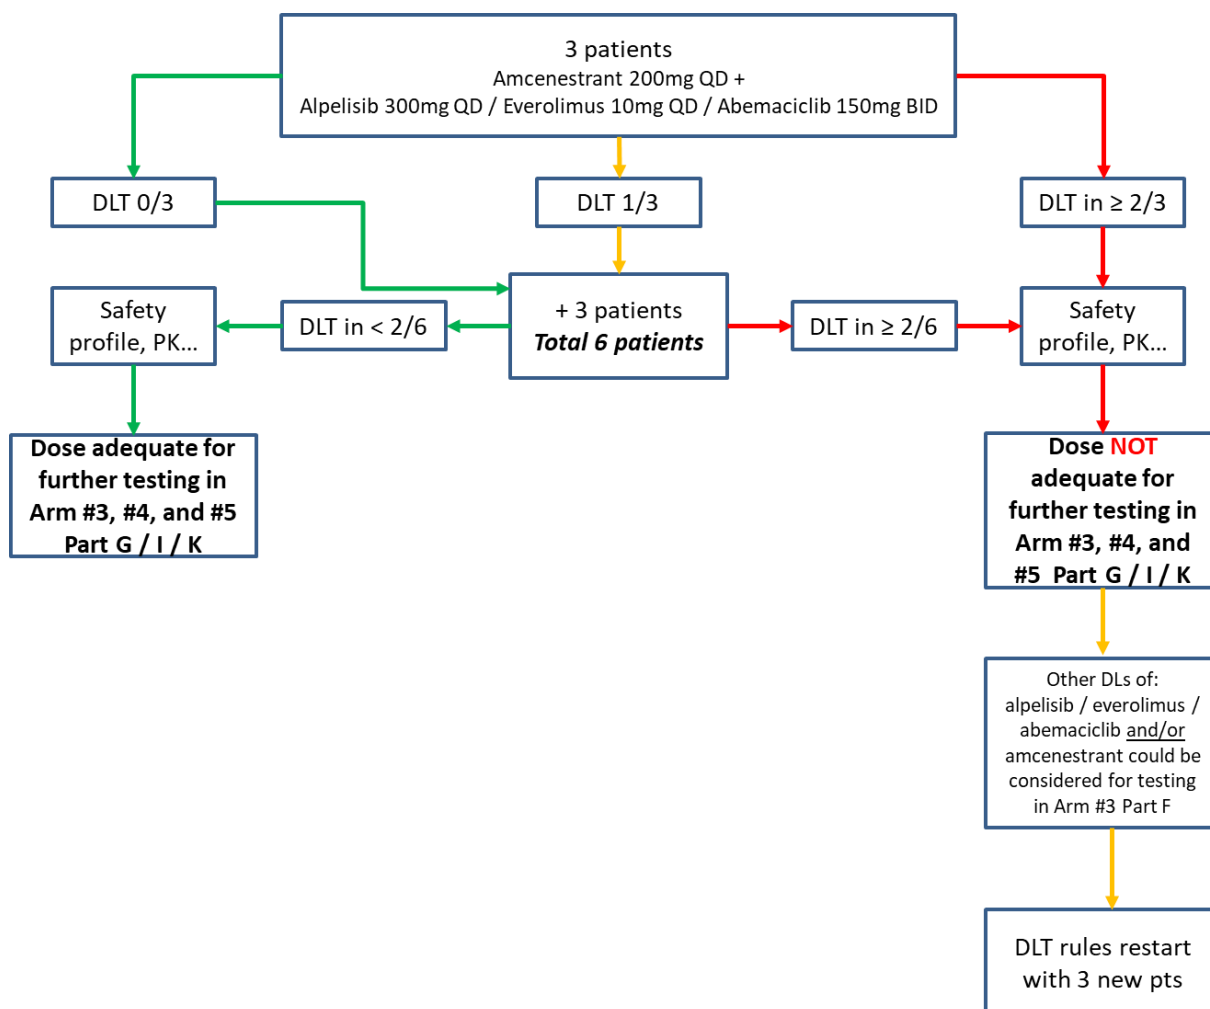 3 patients
Amcenestrant 200mg QD +
Alpelisib 300mg QD / Everolimus 10mg QD / Abemaciclib 150mg BID
DLT 0/3
DLT 1/3
DLT in ≥ 2/3
Safety
profile, PK...
DLT in < 2/6
+ 3 patients
Total 6 patients
DLT in ≥ 2/6
Safety
profile, PK...
Dose adequate for
further testing in
Arm #3, #4, and #5
Part G / I / K
Dose NOT
adequate for
further testing in
Arm #3, #4, and
#5 Part G / I / K
Other DLs of:
alpelisib / everolimus /
abemaciclib and/or
amcenestrant could be
considered for testing
in Arm #3 Part F
DLT rules restart
with 3 new pts